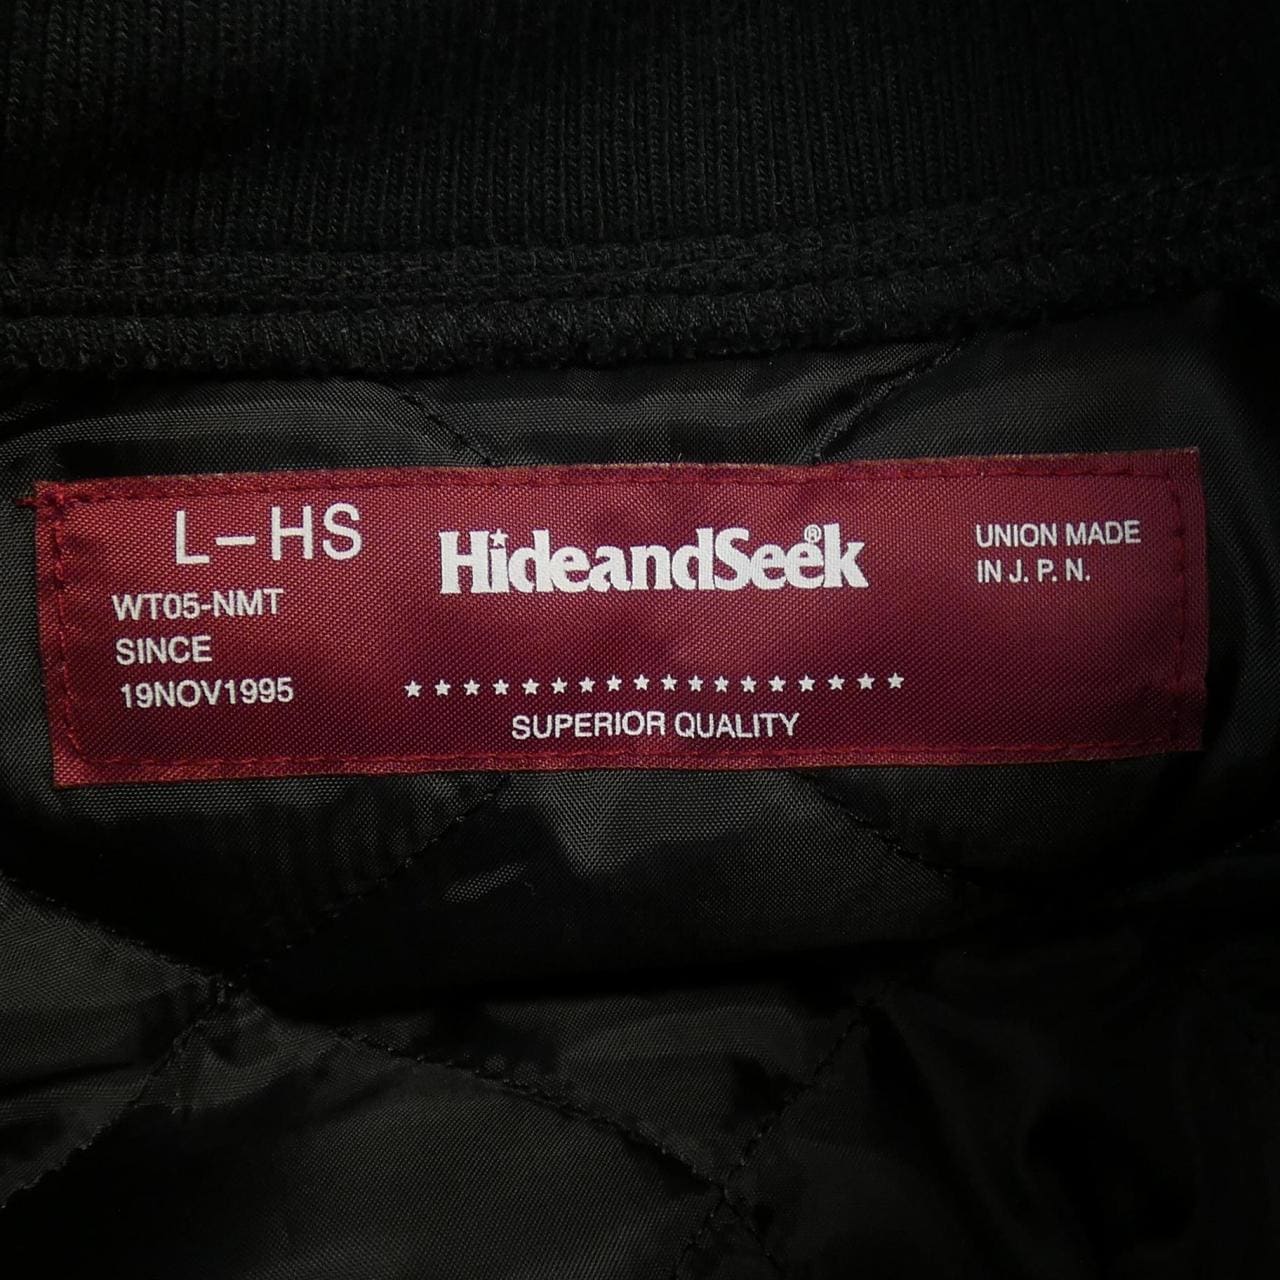 L-HS
WT05-NMT
SINCE
19NOV1995
HideandSeek®
★★★★★★★★★★★★★★★★★★
SUPERIOR QUALITY
UNION MADE
IN J. P. N.